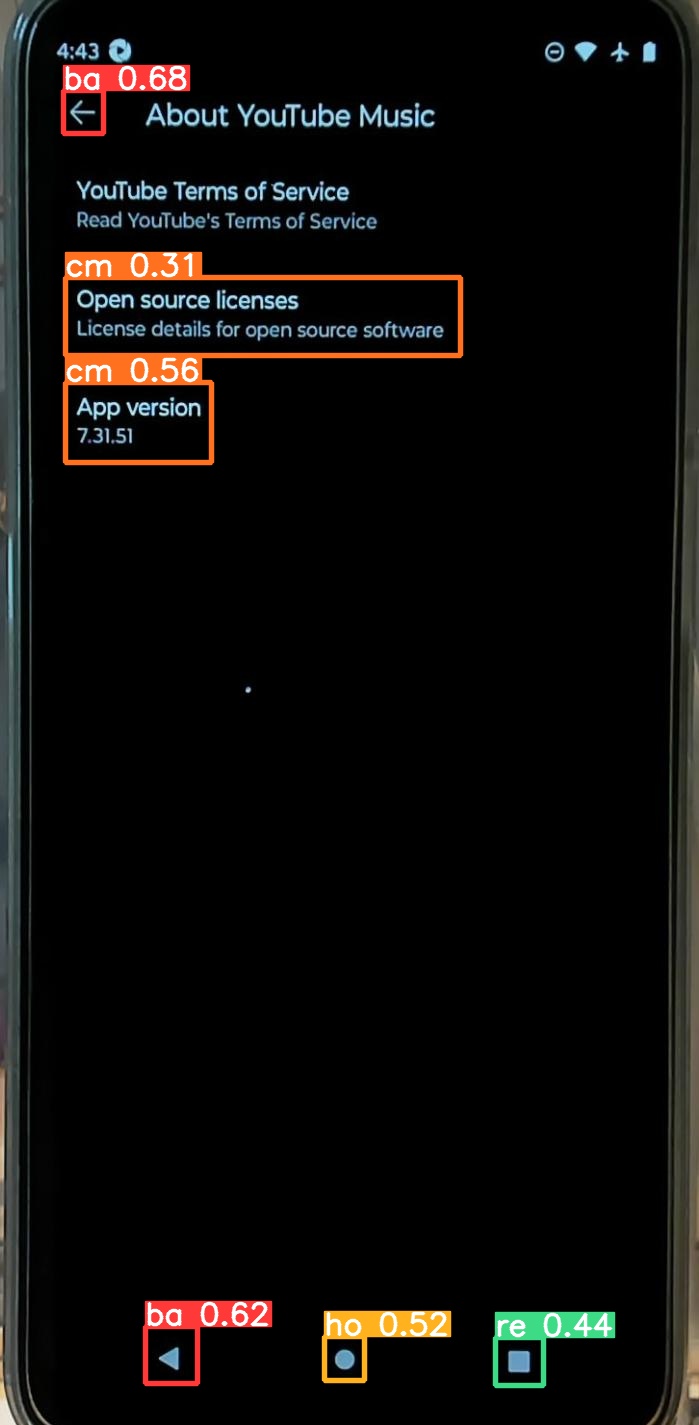 4:43
ba 0.68
About YouTube Music
YouTube Terms of Service
Read YouTube's Terms of Service
cm 0.31
Open source licenses
License details for open source software
cm 0.56
App version
7.31.51
ba 0.62
ho 0.52
re 0.44